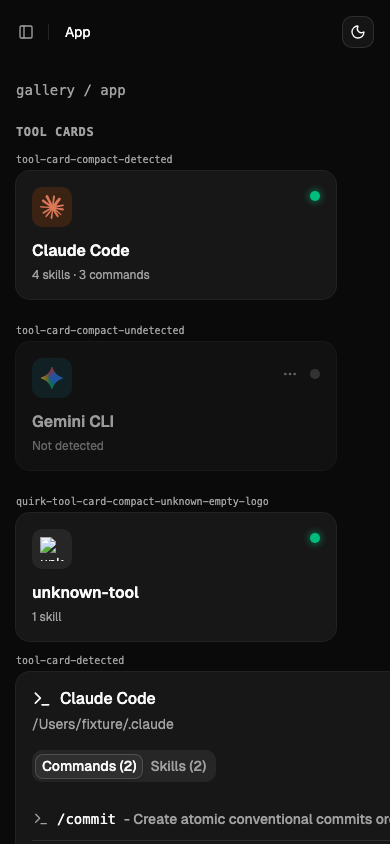 App
gallery / app
TOOL CARDS
tool-card-compact-detected
Claude Code
4 skills · 3 commands
tool-card-compact-undetected
Gemini CLI
Not detected
quirk-tool-card-compact-unknown-empty-logo
unknown-tool
1 skill
tool-card-detected
Claude Code
/Users/fixture/.claude
Commands (2) Skills (2)
/commit - Create atomic conventional commits